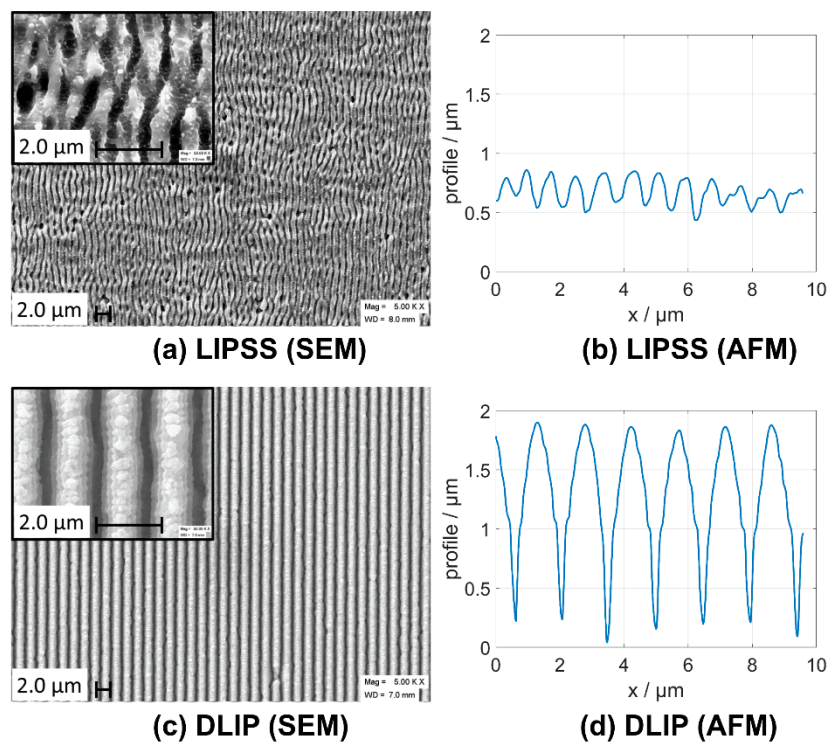 2.0 µm
2.0 µm
Mag = 5.00 K X
WD = 8.0 mm
(a) LIPSS (SEM)
2
1.5
1
0.5
0
profile / µm
0 2 4 6 8 10
x / µm
(b) LIPSS (AFM)
2.0 µm
2.0 µm
Mag = 5.00 K X
WD = 7.0 mm
(c) DLIP (SEM)
2
1.5
1
0.5
0
profile / µm
0 2 4 6 8 10
x / µm
(d) DLIP (AFM)